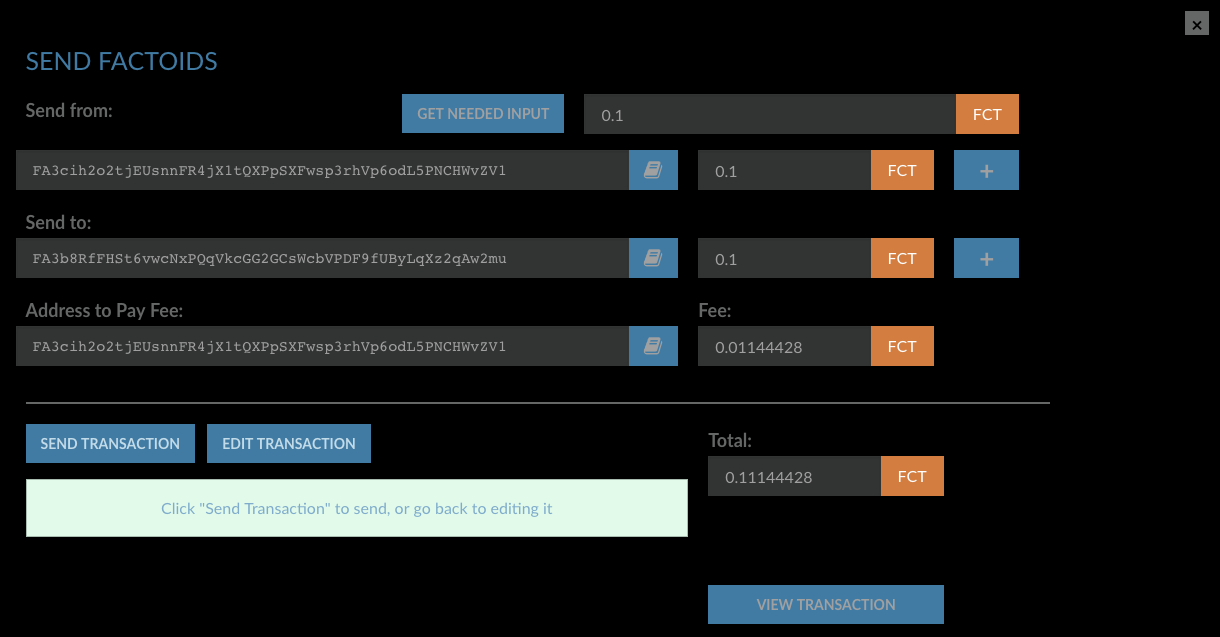 ×
SEND FACTOIDS
Send from:
GET NEEDED INPUT
0.1
FCT
FA3cih2o2tjEUsnnFR4jX1tQXPpSXFwsp3rhVp6odL5PNCHWvZV1
0.1
FCT
+
Send to:
FA3b8RfFHSt6vwcNxPQqVkcGG2GCsWcbVPDF9fUByLqXz2qAw2mu
0.1
FCT
+
Address to Pay Fee:
Fee:
FA3cih2o2tjEUsnnFR4jX1tQXPpSXFwsp3rhVp6odL5PNCHWvZV1
0.01144428
FCT
SEND TRANSACTION
EDIT TRANSACTION
Total:
0.11144428
FCT
Click "Send Transaction" to send, or go back to editing it
VIEW TRANSACTION